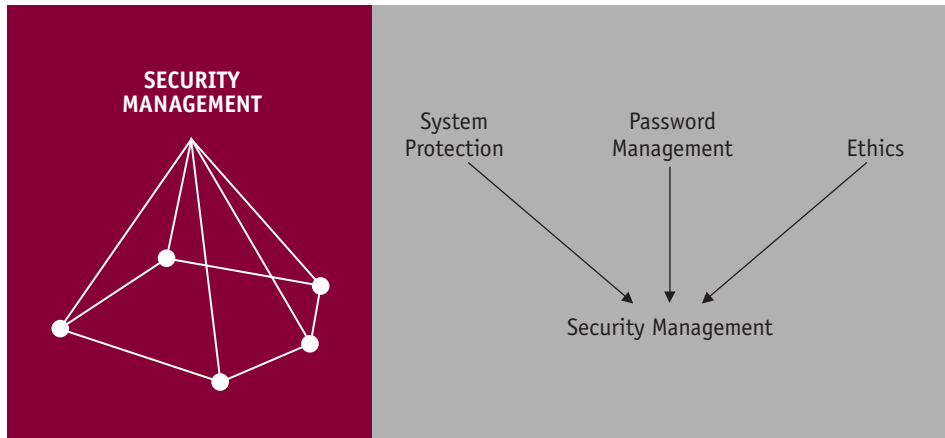 SECURITY
MANAGEMENT
System
Protection
Password
Management
Ethics
Security Management